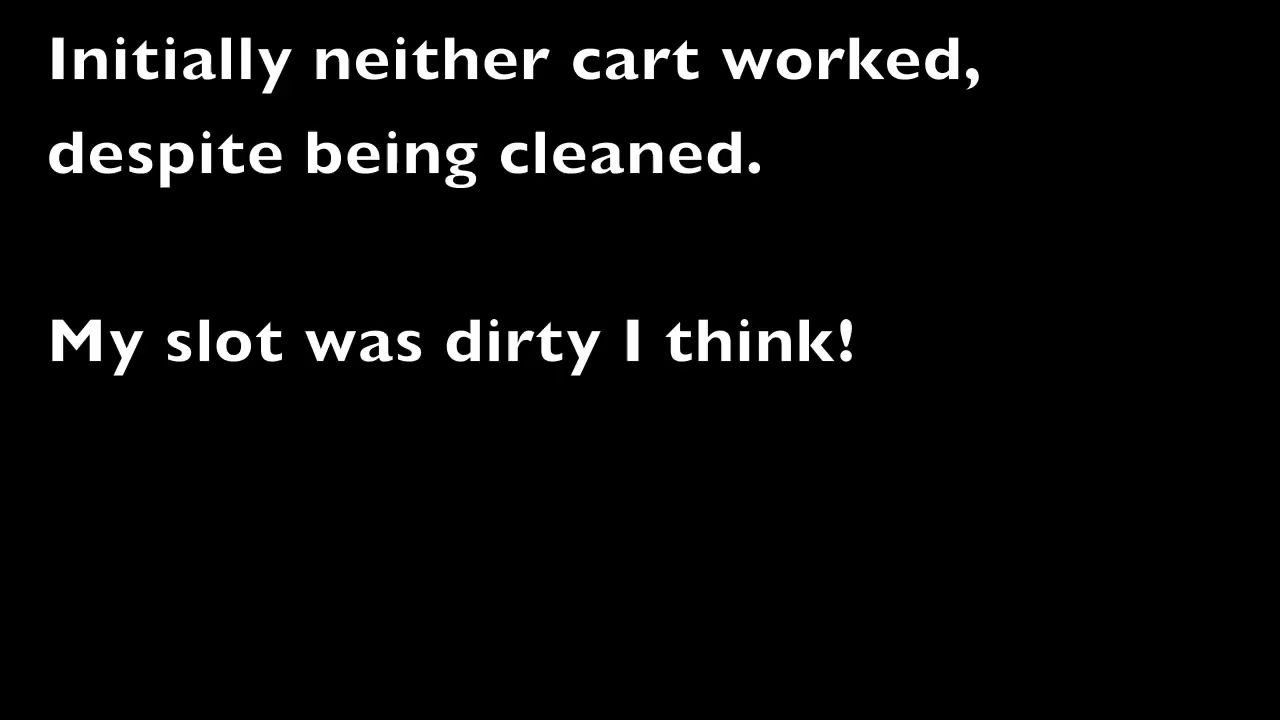 Initially neither cart worked,
despite being cleaned.
My slot was dirty I think!